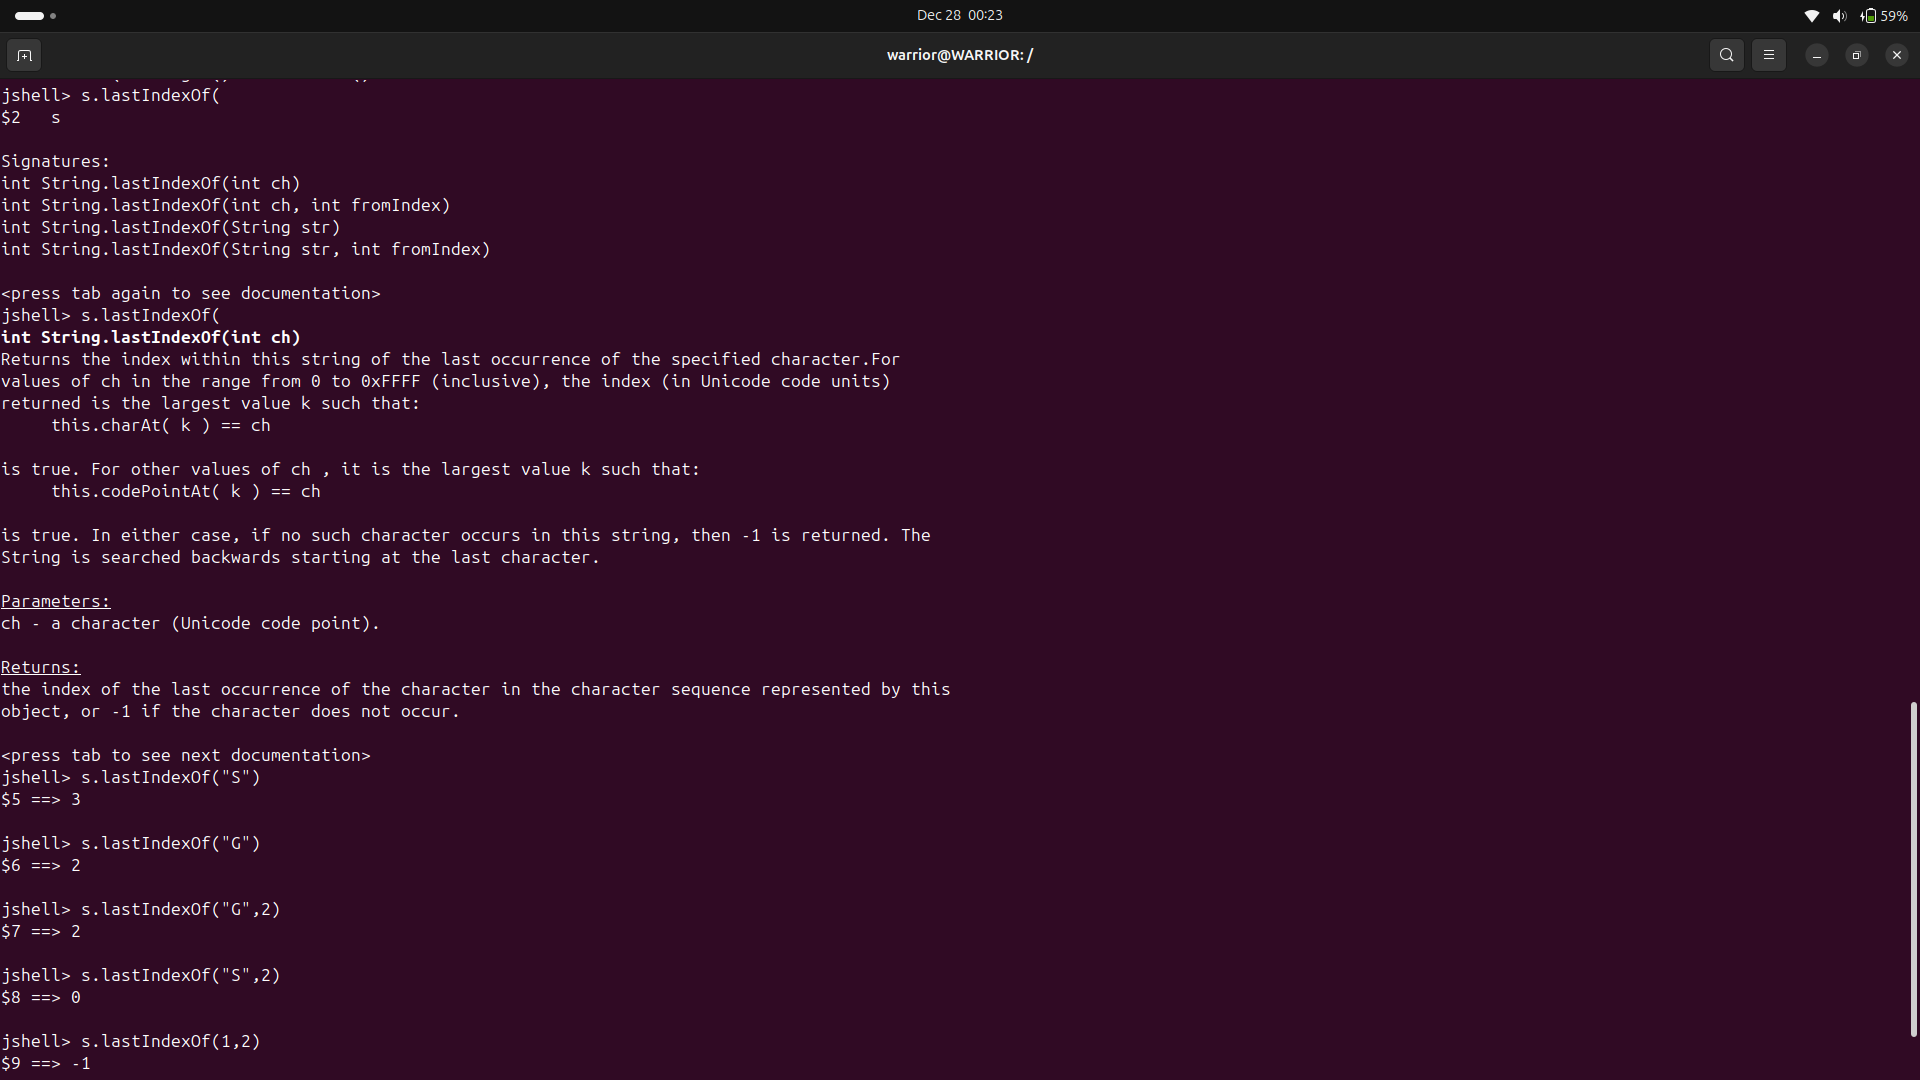 Dec 28  00:23
59%
warrior@WARRIOR: /
jshell> s.lastIndexOf(
$2   s
Signatures:
int String.lastIndexOf(int ch)
int String.lastIndexOf(int ch, int fromIndex)
int String.lastIndexOf(String str)
int String.lastIndexOf(String str, int fromIndex)
<press tab again to see documentation>
jshell> s.lastIndexOf(
int String.lastIndexOf(int ch)
Returns the index within this string of the last occurrence of the specified character.For
values of ch in the range from 0 to 0xFFFF (inclusive), the index (in Unicode code units)
returned is the largest value k such that:
     this.charAt( k ) == ch
is true. For other values of ch , it is the largest value k such that:
     this.codePointAt( k ) == ch
is true. In either case, if no such character occurs in this string, then -1 is returned. The
String is searched backwards starting at the last character.
Parameters:
ch - a character (Unicode code point).
Returns:
the index of the last occurrence of the character in the character sequence represented by this
object, or -1 if the character does not occur.
<press tab to see next documentation>
jshell> s.lastIndexOf("S")
$5 ==> 3
jshell> s.lastIndexOf("G")
$6 ==> 2
jshell> s.lastIndexOf("G",2)
$7 ==> 2
jshell> s.lastIndexOf("S",2)
$8 ==> 0
jshell> s.lastIndexOf(1,2)
$9 ==> -1